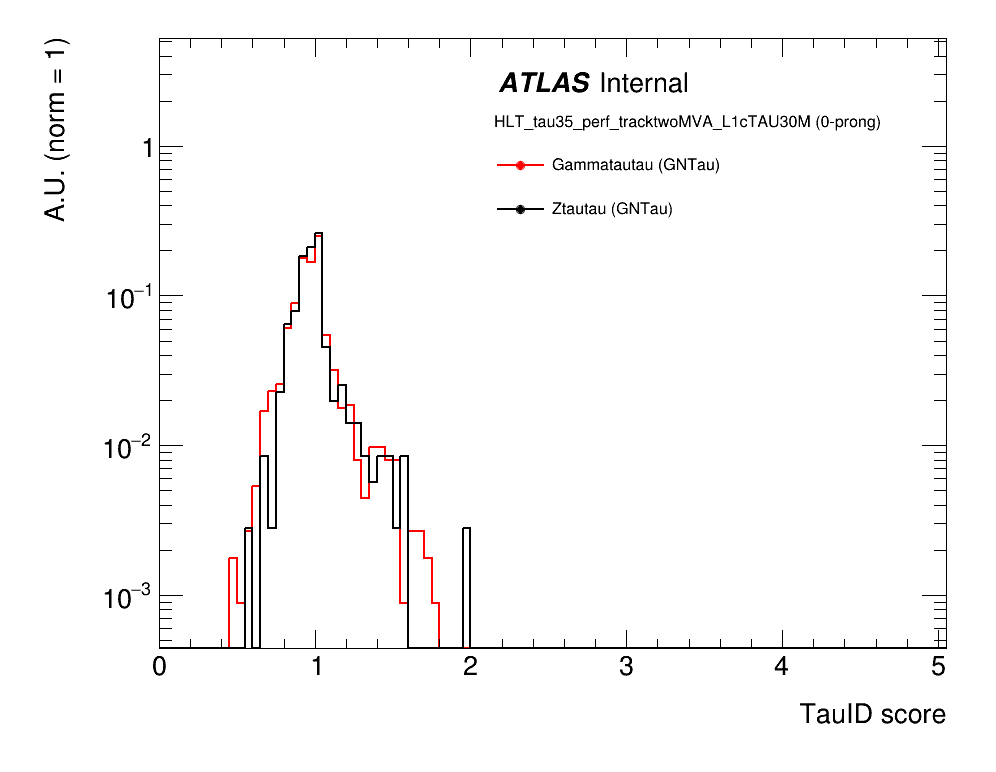 A.U. (norm = 1)
ATLAS Internal
HLT_tau35_perf_tracktwoMVA_L1cTAU30M (0-prong)
Gammatautau (GNTau)
Ztautau (GNTau)
1
10⁻¹
10⁻²
10⁻³
0 1 2 3 4 5
TauID score